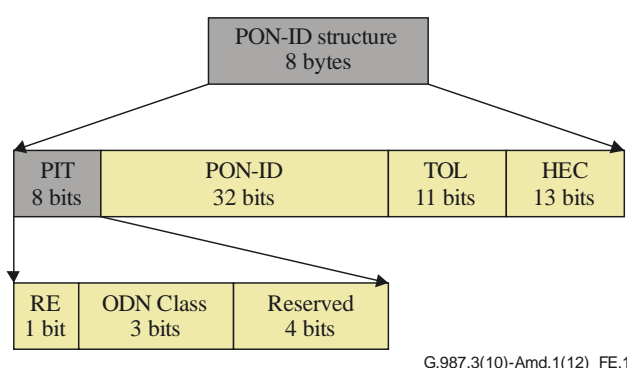 PON-ID structure
8 bytes
PIT
8 bits
PON-ID
32 bits
TOL
11 bits
HEC
13 bits
RE
1 bit
ODN Class
3 bits
Reserved
4 bits
G.987.3(10)-Amd.1(12)_FE.1